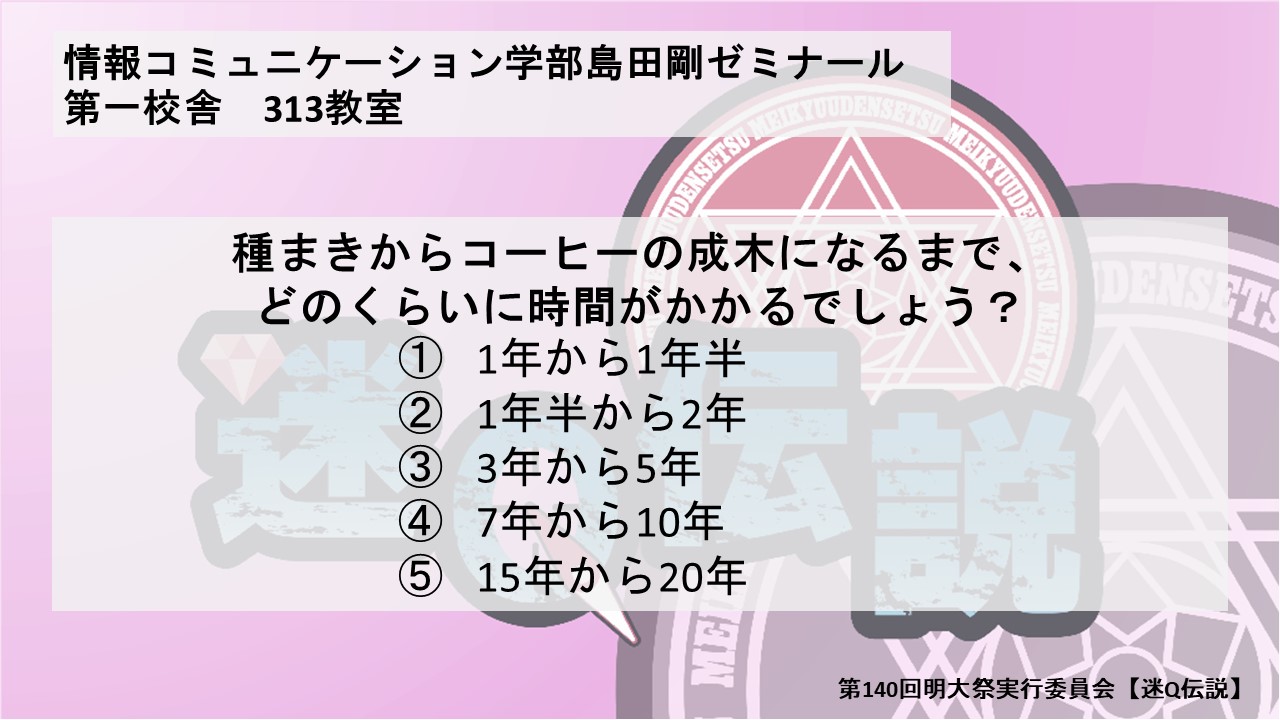 情報コミュニケーション学部島田剛ゼミナール
第一校舎　313教室
種まきからコーヒーの成木になるまで、
どのくらいに時間がかかるでしょう？
①　1年から1年半
②　1年半から2年
③　3年から5年
④　7年から10年
⑤　15年から20年
迷Q伝説
MEIKYUUDENSETSU MEIKYUUDENSETSU
第140回明大祭実行委員会【迷Q伝説】